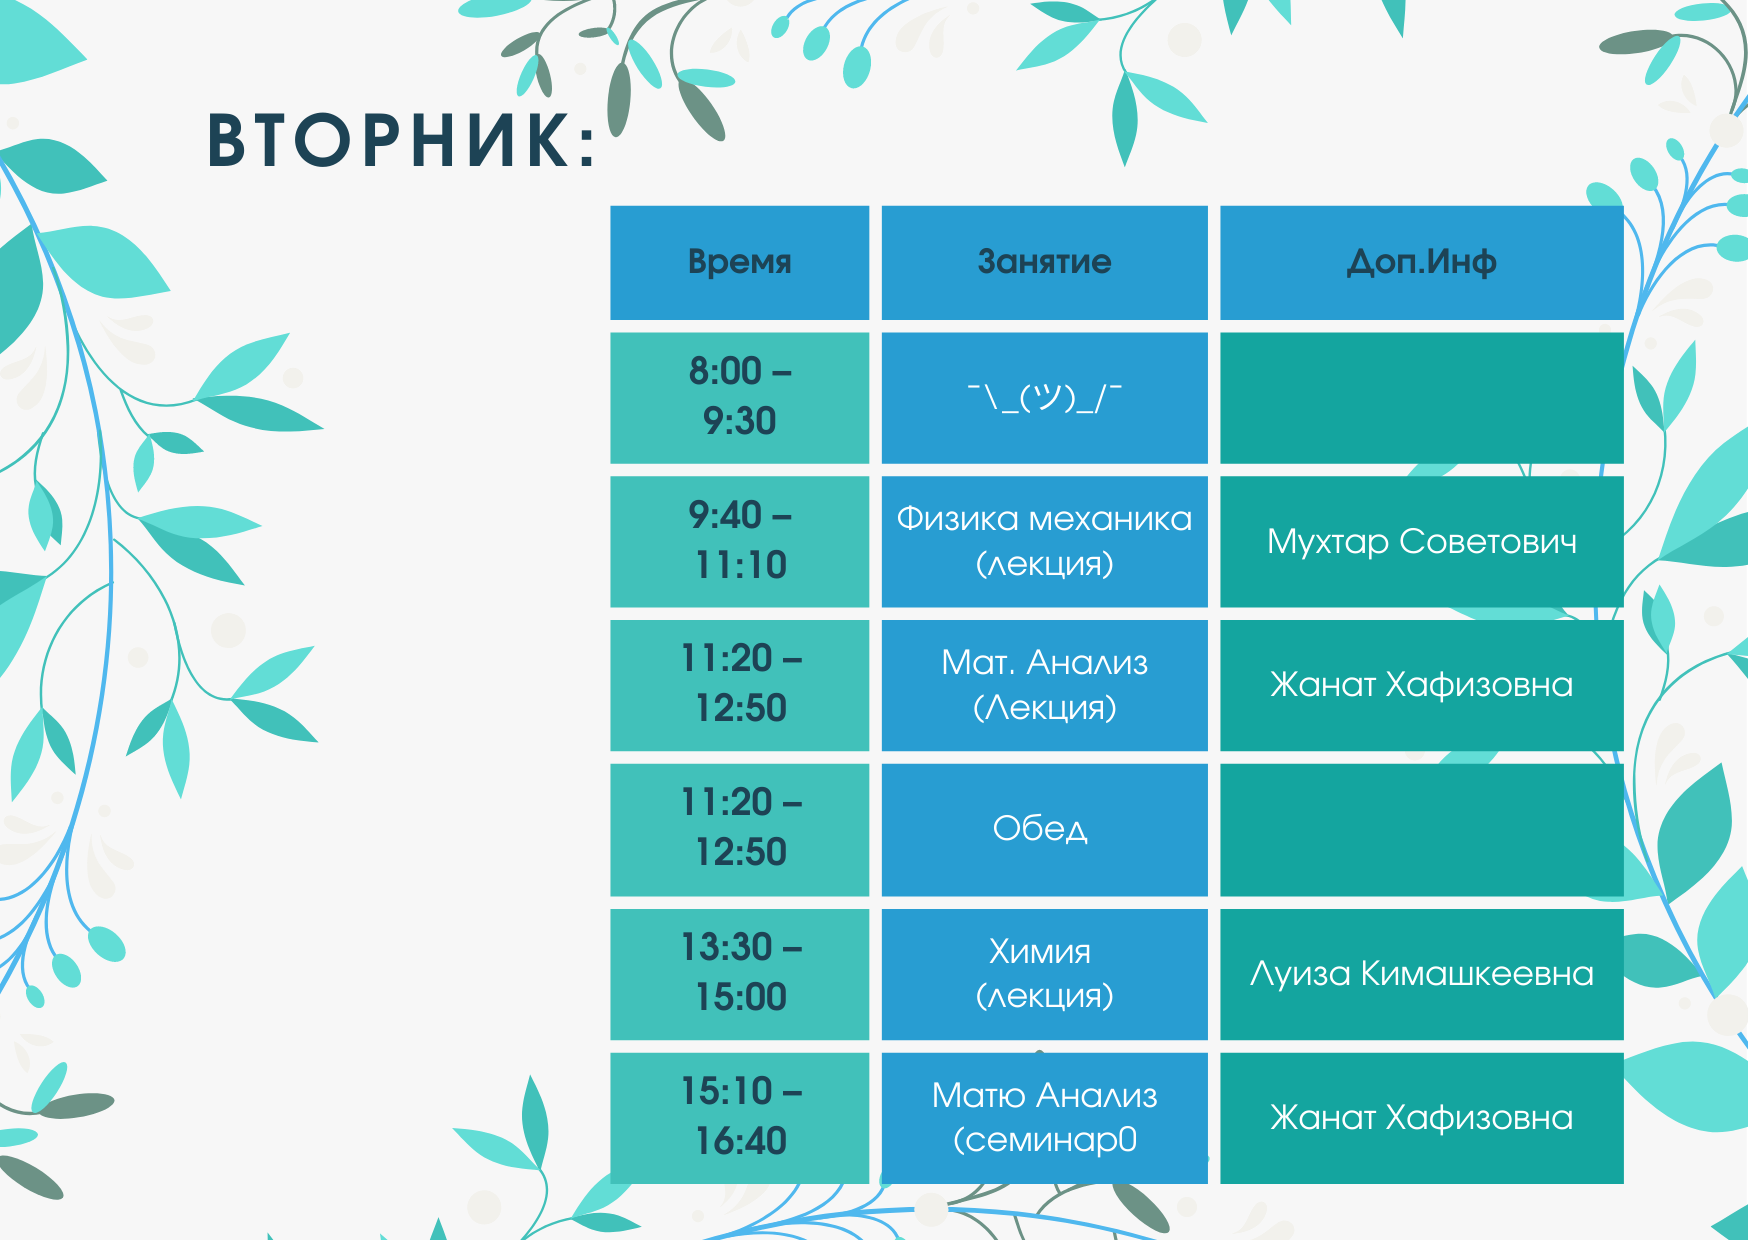 ВТОРНИК:
Время Занятие Доп.Инф
8:00 –
9:30
¯\_(ツ)_/¯
9:40 –
11:10
Физика механика
(лекция)
Мухтар Советович
11:20 –
12:50
Мат. Анализ
(Лекция)
Жанат Хафизовна
11:20 –
12:50
Обед
13:30 –
15:00
Химия
(лекция)
Луиза Кимашкеевна
15:10 –
16:40
Матю Анализ
(семинар0
Жанат Хафизовна